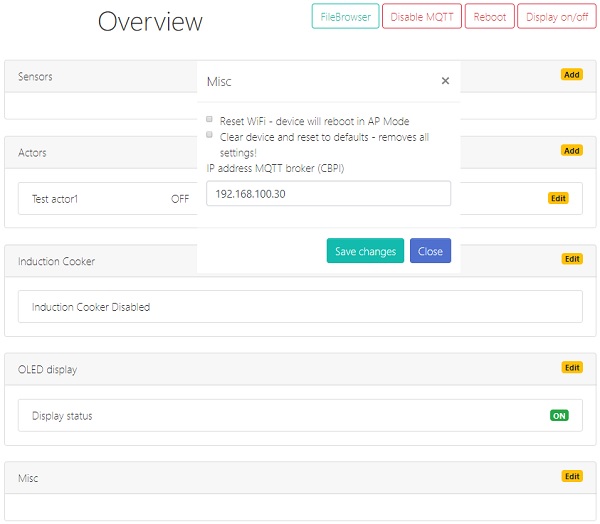 Overview
FileBrowser
Disable MQTT
Reboot
Display on/off
Sensors
Add
Misc
×
Reset WiFi - device will reboot in AP Mode
Clear device and reset to defaults - removes all
settings!
IP address MQTT broker (CBPI)
192.168.100.30
Save changes
Close
Actors
Add
Test actor1
OFF
Edit
Induction Cooker
Edit
Induction Cooker Disabled
OLED display
Edit
Display status
ON
Misc
Edit